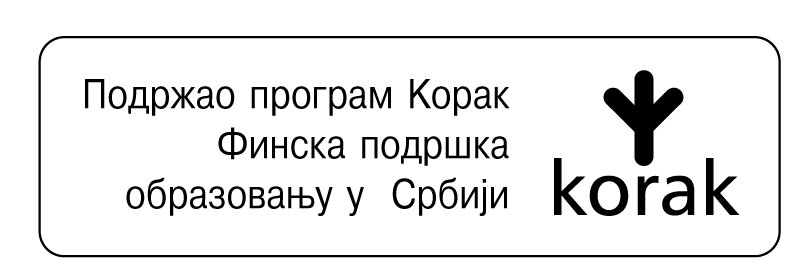 Подржао програм Корак
Финска подршка
образовању у Србији
korak